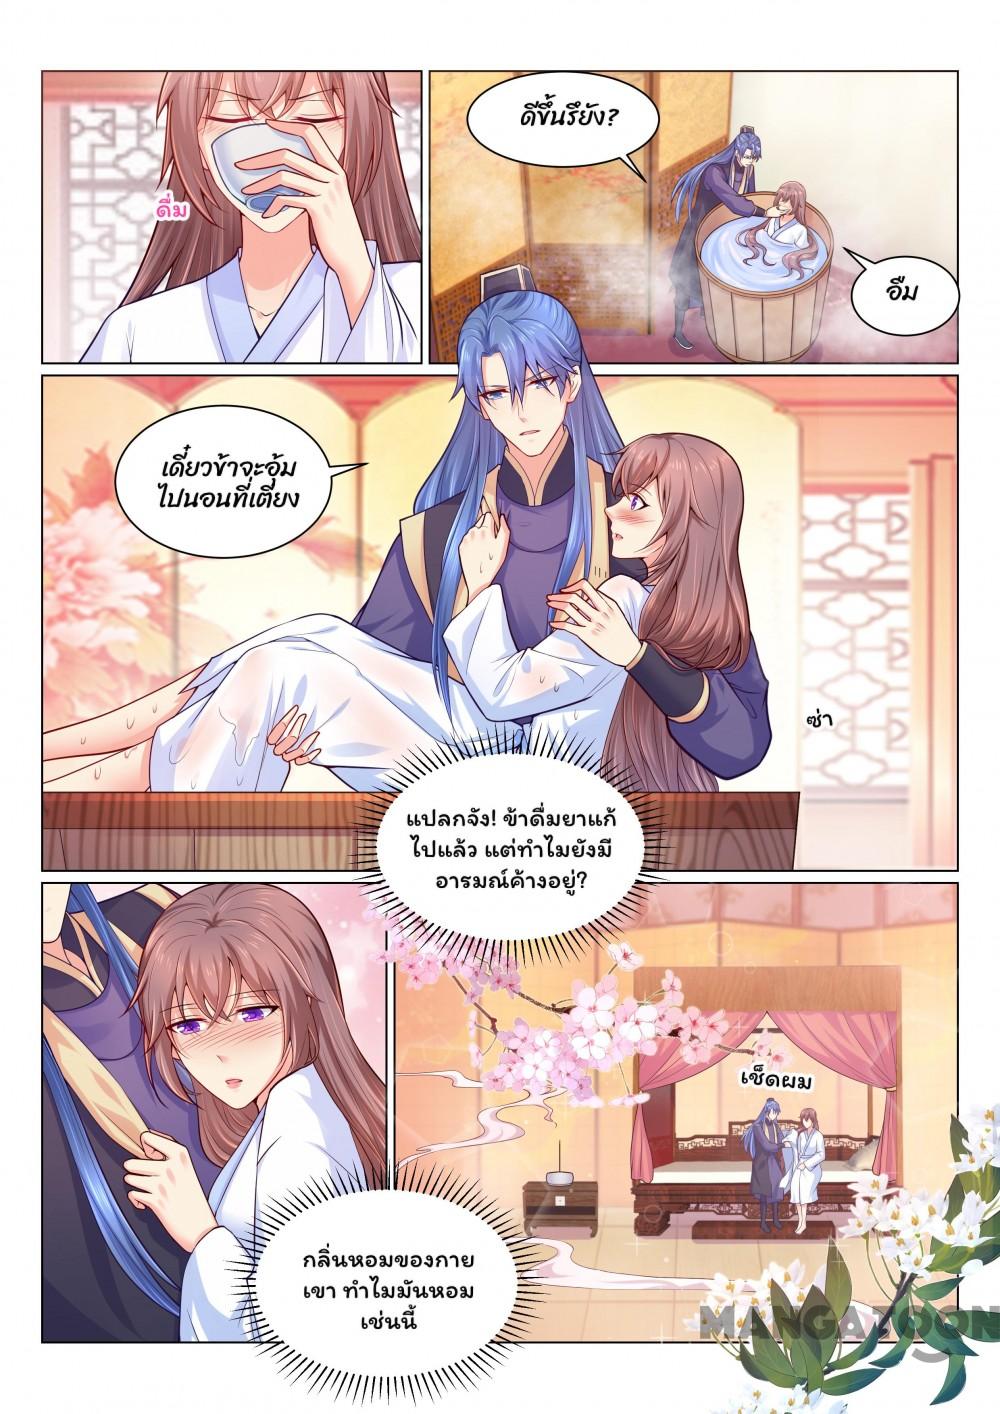 ดื่ม
ดีขึ้นรึยัง?
อืม
เดี๋ยวข้าจะอุ้ม
ไปนอนที่เตียง
ซ่า
แปลกจัง! ข้าดื่มยาแก้
ไปแล้ว แต่ทำไมยังมี
อารมณ์ค้างอยู่?
เช็ดผม
กลิ่นหอมของกาย
เขา ทำไมมันหอม
เช่นนี้
MANGATOON